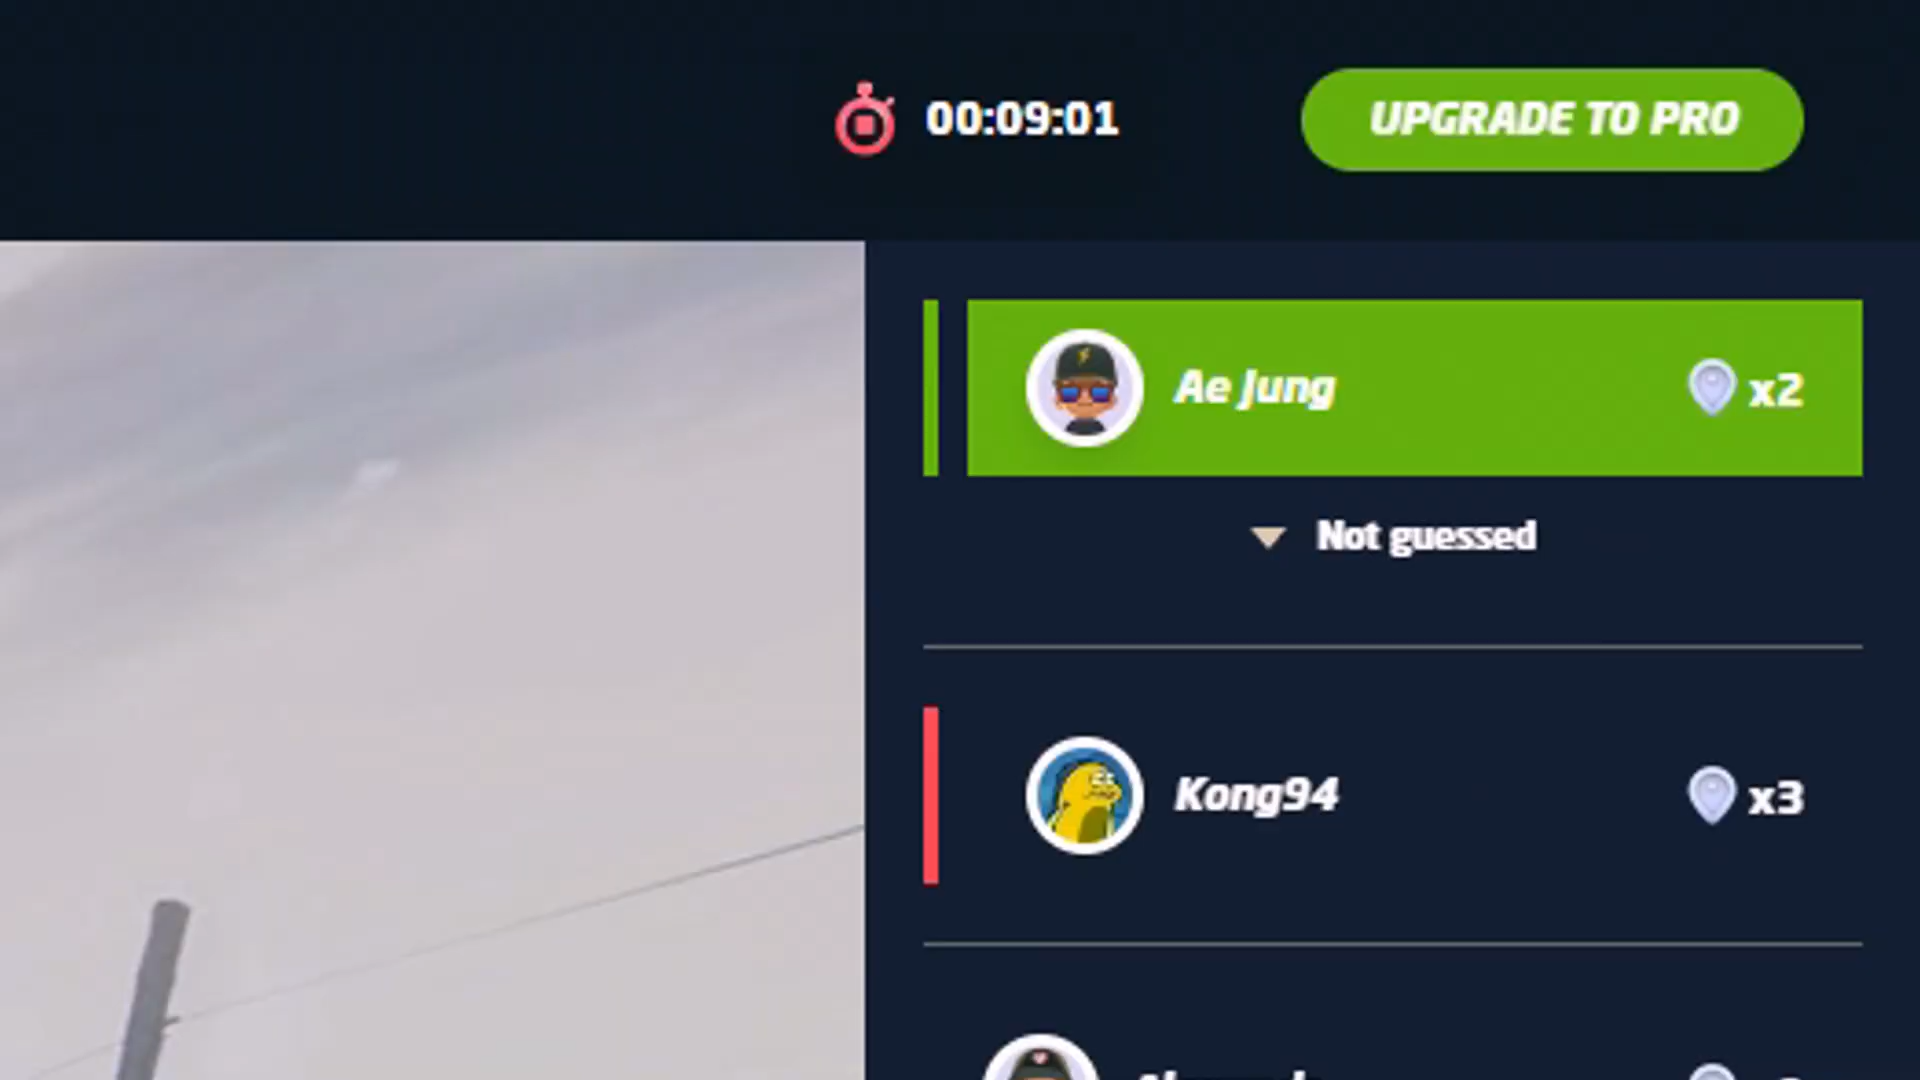 00:09:01
UPGRADE TO PRO
Ae Jung
x2
Not guessed
Kong94
x3